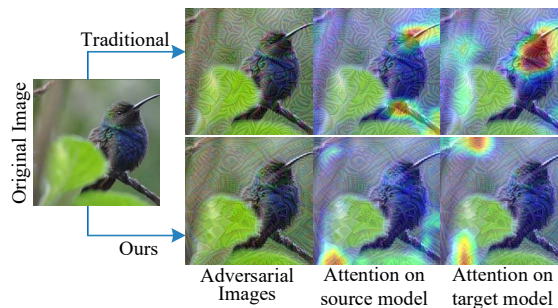 Traditional
Original Image
Ours
Adversarial
Images
Attention on
source model
Attention on
target model